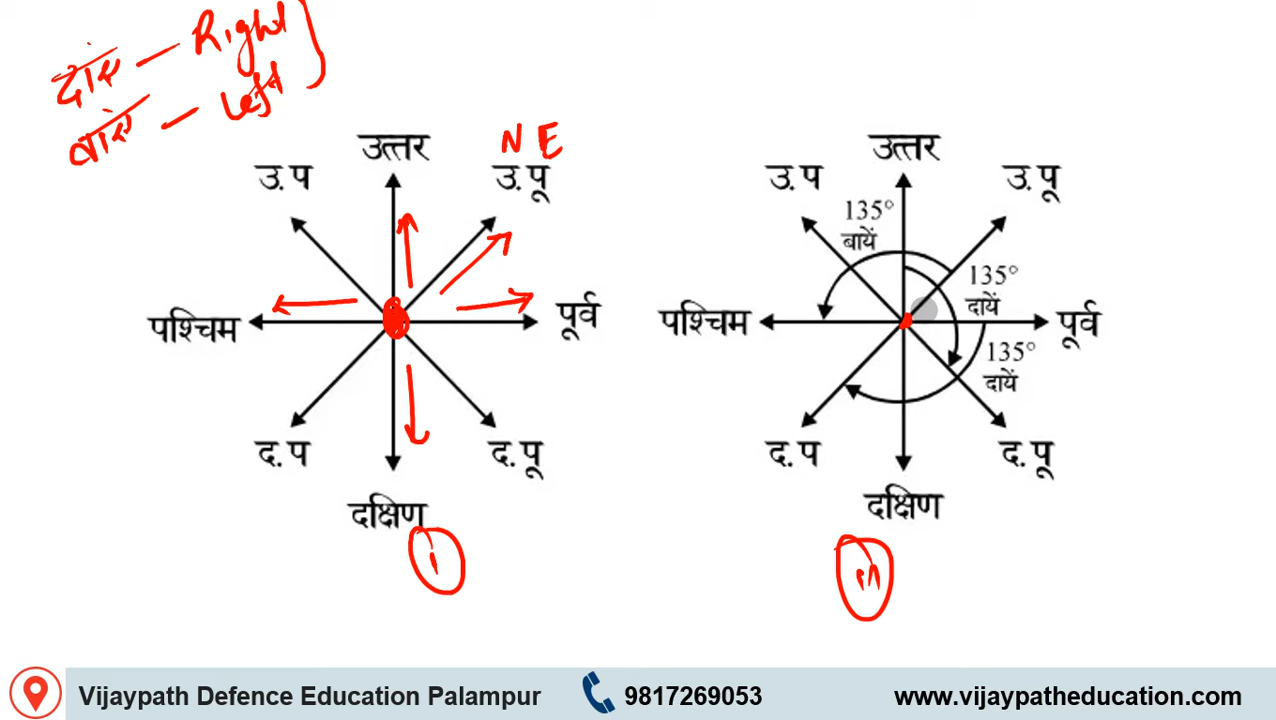 दाएं — Right
बाएं — Left
N E
उत्तर
उ.प
उ.पू
पश्चिम
पूर्व
द.प
द.पू
दक्षिण
उत्तर
उ.प
उ.पू
135°
बायें
135°
दायें
पश्चिम
पूर्व
135°
दायें
द.प
द.पू
दक्षिण
Vijaypath Defence Education Palampur
9817269053
www.vijaypatheducation.com